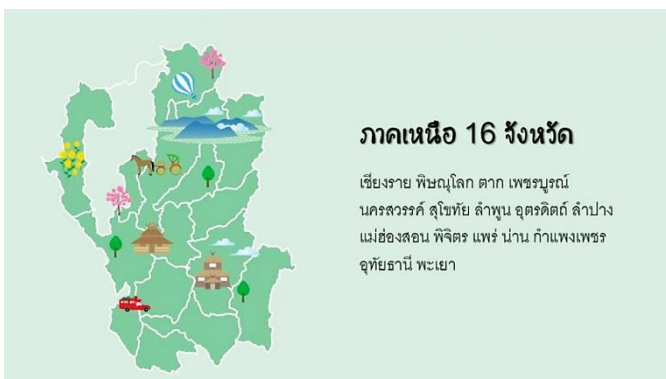 ภาคเหนือ 16 จังหวัด
เชียงราย พิษณุโลก ตาก เพชรบูรณ์
นครสวรรค์ สุโขทัย ลำพูน อุตรดิตถ์ ลำปาง
แม่ฮ่องสอน พิจิตร แพร่ น่าน กำแพงเพชร
อุทัยธานี พะเยา